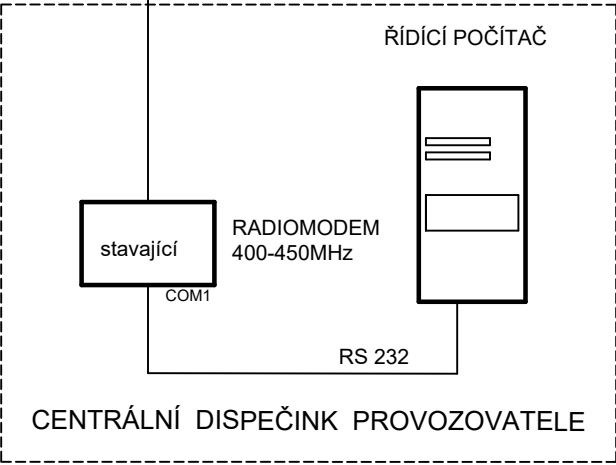 ŘÍDÍCÍ POČÍTAČ
RADIOMODEM
400-450MHz
stavající
COM1
RS 232
CENTRÁLNÍ DISPEČINK PROVOZOVATELE